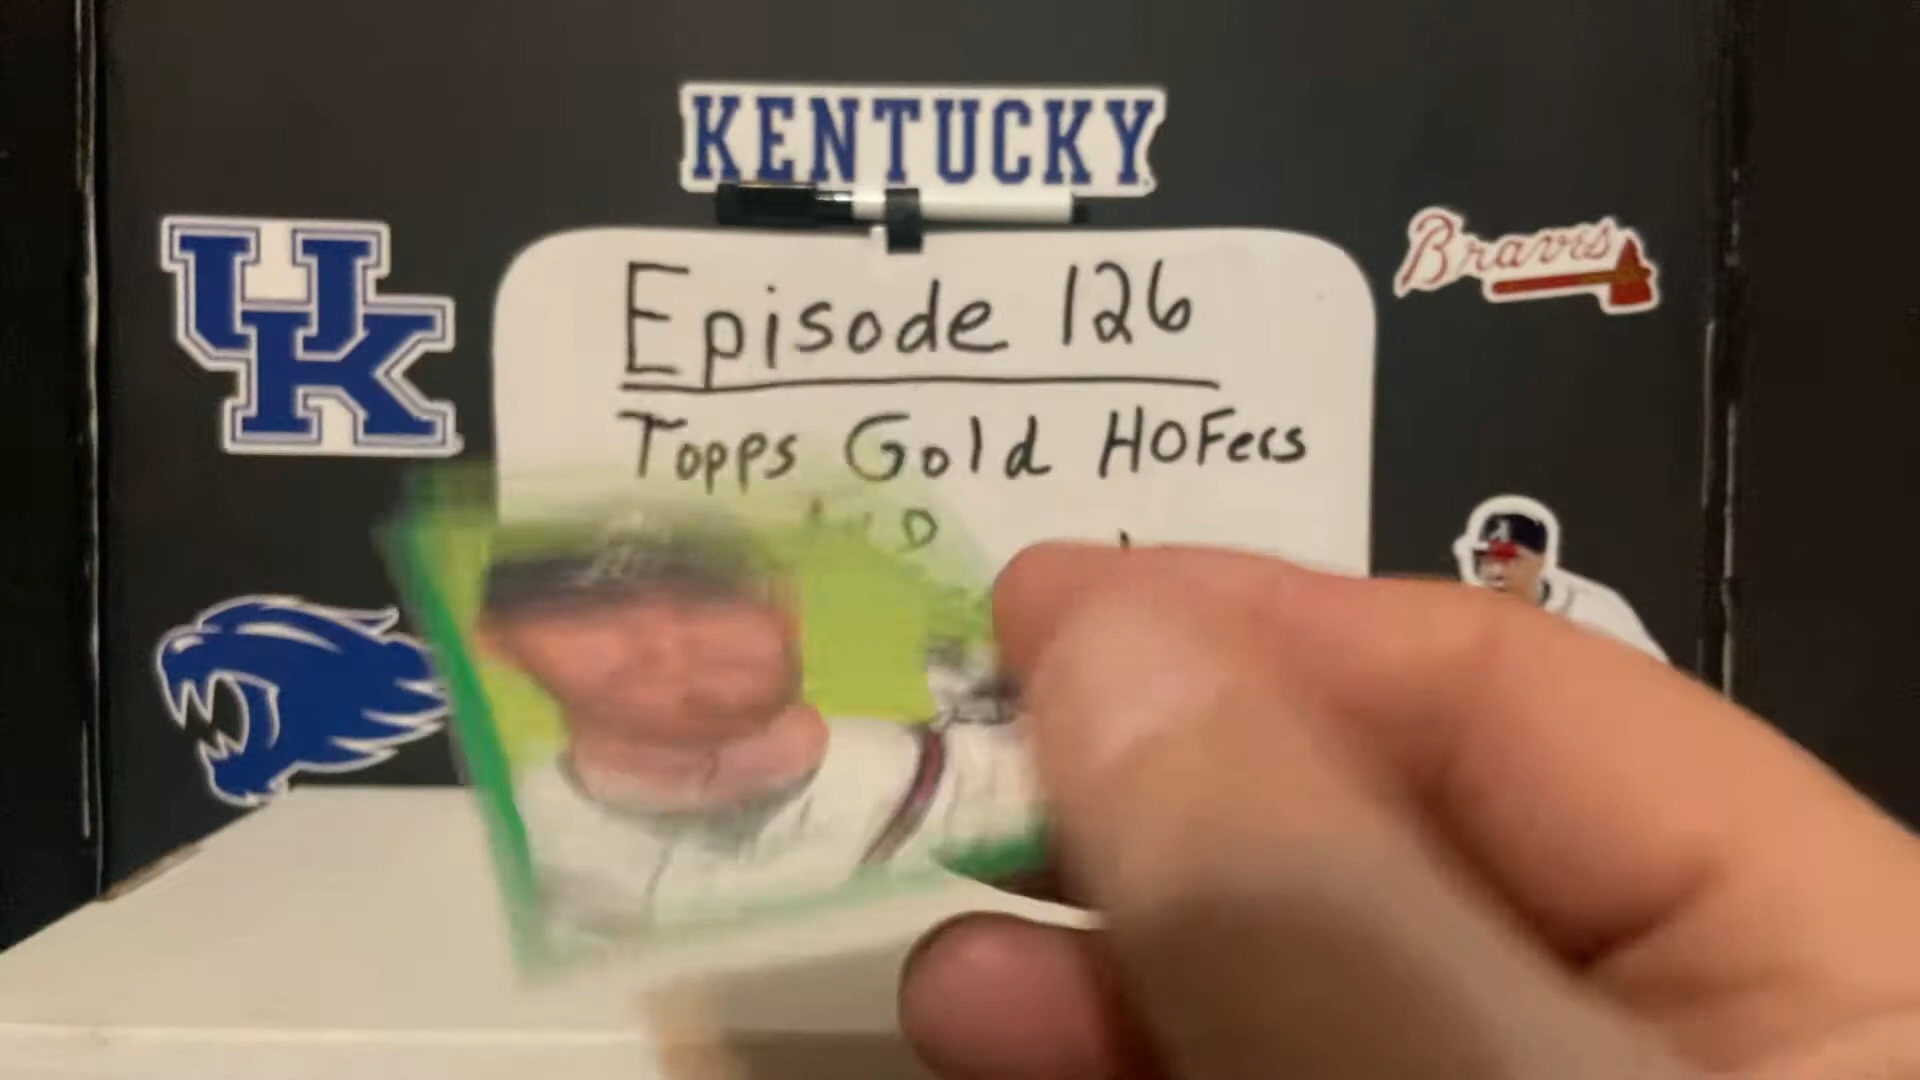 KENTUCKY
UK
Braves
Episode 126
Topps Gold HOFers